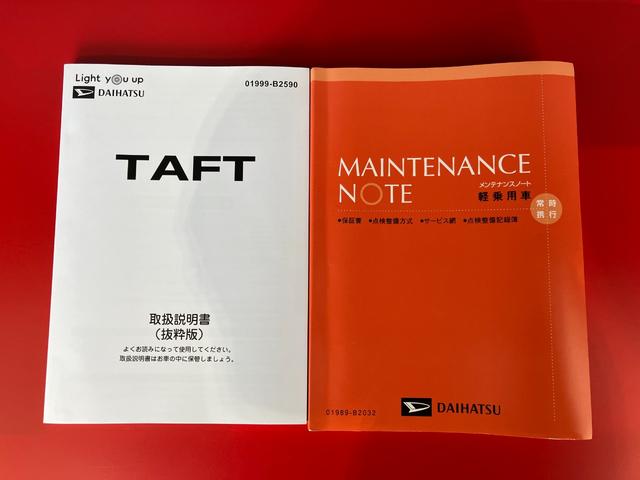 Light you up
DAIHATSU
01999-B2590
TAFT
取扱説明書
（抜粋版）
よくお読みになって使用してください。
取扱説明書はお車の中に保管しましょう。
MAINTENANCE
NOTE
メンテナンスノート
軽乗用車
常時
携行
●保証書 ●点検整備方式 ●サービス網 ●点検整備記録簿
01989-B2032
DAIHATSU